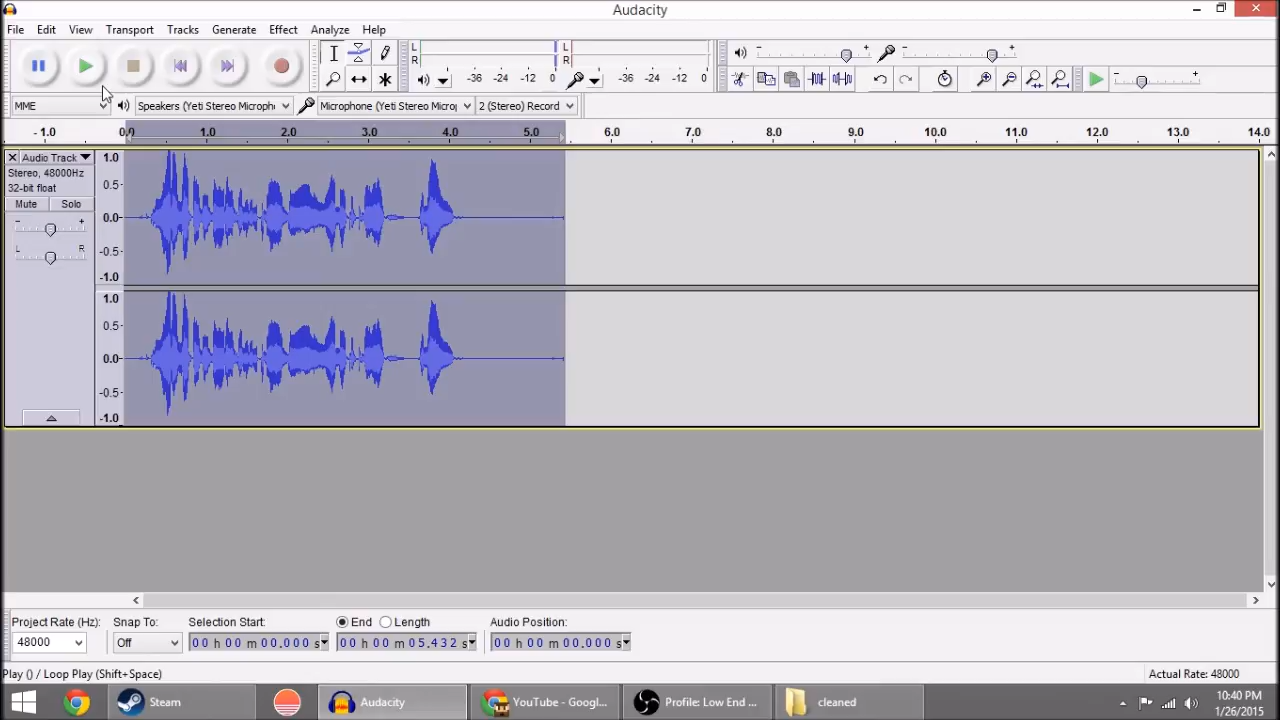 Audacity
File Edit View Transport Tracks Generate Effect Analyze Help
L L
R R
-36 -24 -12 0 -36 -24 -12 0
MME Speakers (Yeti Stereo Microph Microphone (Yeti Stereo Microp 2 (Stereo) Record
- 1.0 0.0 1.0 2.0 3.0 4.0 5.0 6.0 7.0 8.0 9.0 10.0 11.0 12.0 13.0 14.0
Audio Track 1.0
Stereo, 48000Hz
32-bit float 0.5
Mute Solo
- + 0.0
L R -0.5
-1.0
1.0
0.5
0.0
-0.5
-1.0
Project Rate (Hz): Snap To: Selection Start: End Length Audio Position:
48000 Off 00 h 00 m 00.000 s 00 h 00 m 05.432 s 00 h 00 m 00.000 s
Play () / Loop Play (Shift+Space) Actual Rate: 48000
Steam Audacity YouTube - Googl... Profile: Low End ... cleaned 10:40 PM
1/26/2015